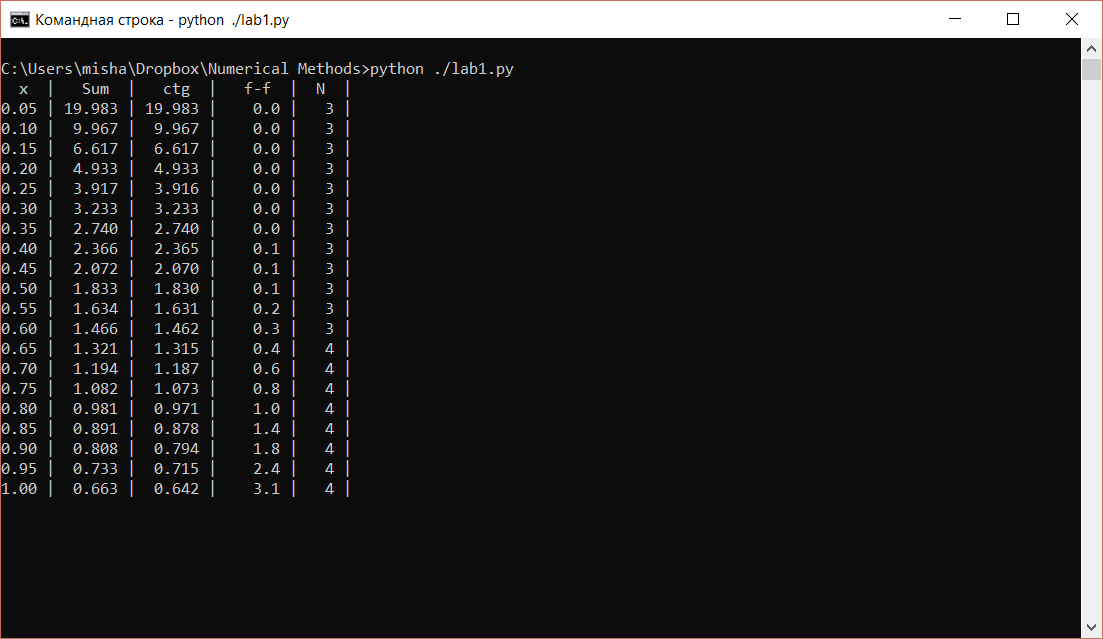 Командная строка - python ./lab1.py
C:\Users\misha\Dropbox\Numerical Methods>python ./lab1.py
  x  |   Sum  |   ctg  |   f-f  |  N  |
0.05 | 19.983 | 19.983 |    0.0 |   3 |
0.10 |  9.967 |  9.967 |    0.0 |   3 |
0.15 |  6.617 |  6.617 |    0.0 |   3 |
0.20 |  4.933 |  4.933 |    0.0 |   3 |
0.25 |  3.917 |  3.916 |    0.0 |   3 |
0.30 |  3.233 |  3.233 |    0.0 |   3 |
0.35 |  2.740 |  2.740 |    0.0 |   3 |
0.40 |  2.366 |  2.365 |    0.1 |   3 |
0.45 |  2.072 |  2.070 |    0.1 |   3 |
0.50 |  1.833 |  1.830 |    0.1 |   3 |
0.55 |  1.634 |  1.631 |    0.2 |   3 |
0.60 |  1.466 |  1.462 |    0.3 |   3 |
0.65 |  1.321 |  1.315 |    0.4 |   4 |
0.70 |  1.194 |  1.187 |    0.6 |   4 |
0.75 |  1.082 |  1.073 |    0.8 |   4 |
0.80 |  0.981 |  0.971 |    1.0 |   4 |
0.85 |  0.891 |  0.878 |    1.4 |   4 |
0.90 |  0.808 |  0.794 |    1.8 |   4 |
0.95 |  0.733 |  0.715 |    2.4 |   4 |
1.00 |  0.663 |  0.642 |    3.1 |   4 |